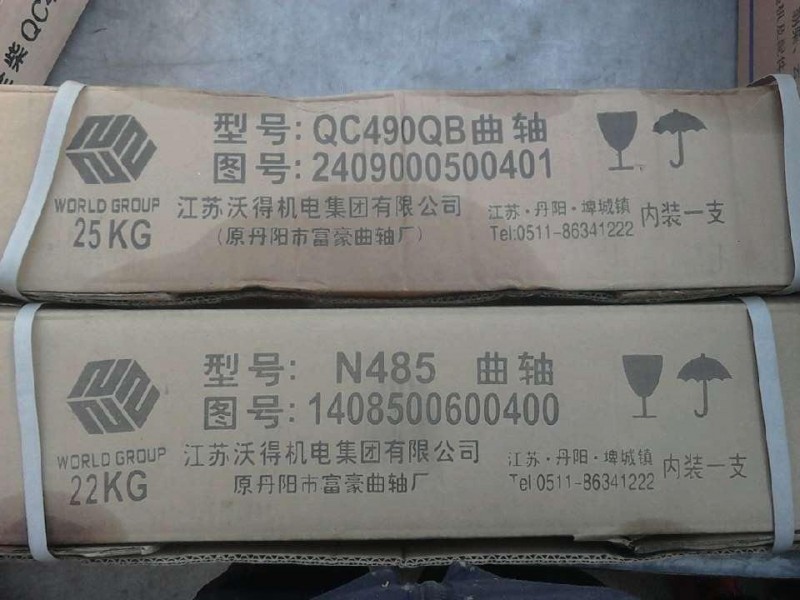 柴QC4
型号:QC490QB曲轴
图号:2409000500401
WORLD GROUP
25KG
江苏沃得机电集团有限公司
(原丹阳市富豪曲轴厂)
江苏·丹阳·埤城镇
Tel:0511-86341222
内装一支
型号: N485 曲轴
图号:1408500600400
WORLD GROUP
22KG
江苏沃得机电集团有限公司
原丹阳市富豪曲轴厂
江苏·丹阳·埤城镇
Tel 0511-86341222
内装一支